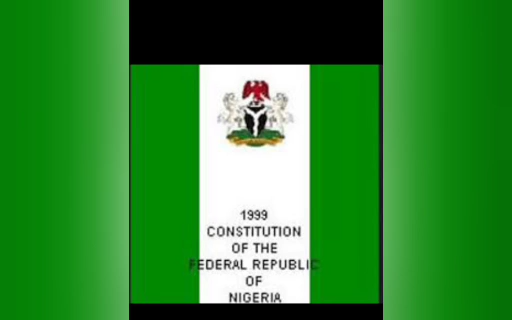 1999
CONSTITUTION
OF THE
FEDERAL REPUBLIC
OF
NIGERIA